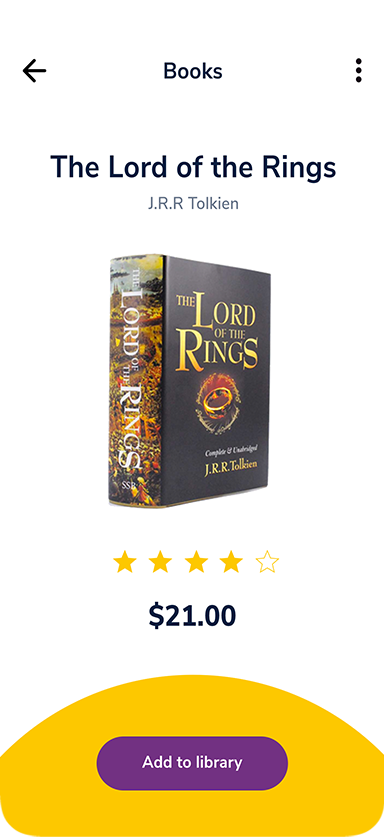 Books
The Lord of the Rings
J.R.R Tolkien
THE LORD OF THE RINGS
SSB
THE LORD
OF THE
RINGS
Complete & Unabridged
J.R.R.Tolkien
$21.00
Add to library